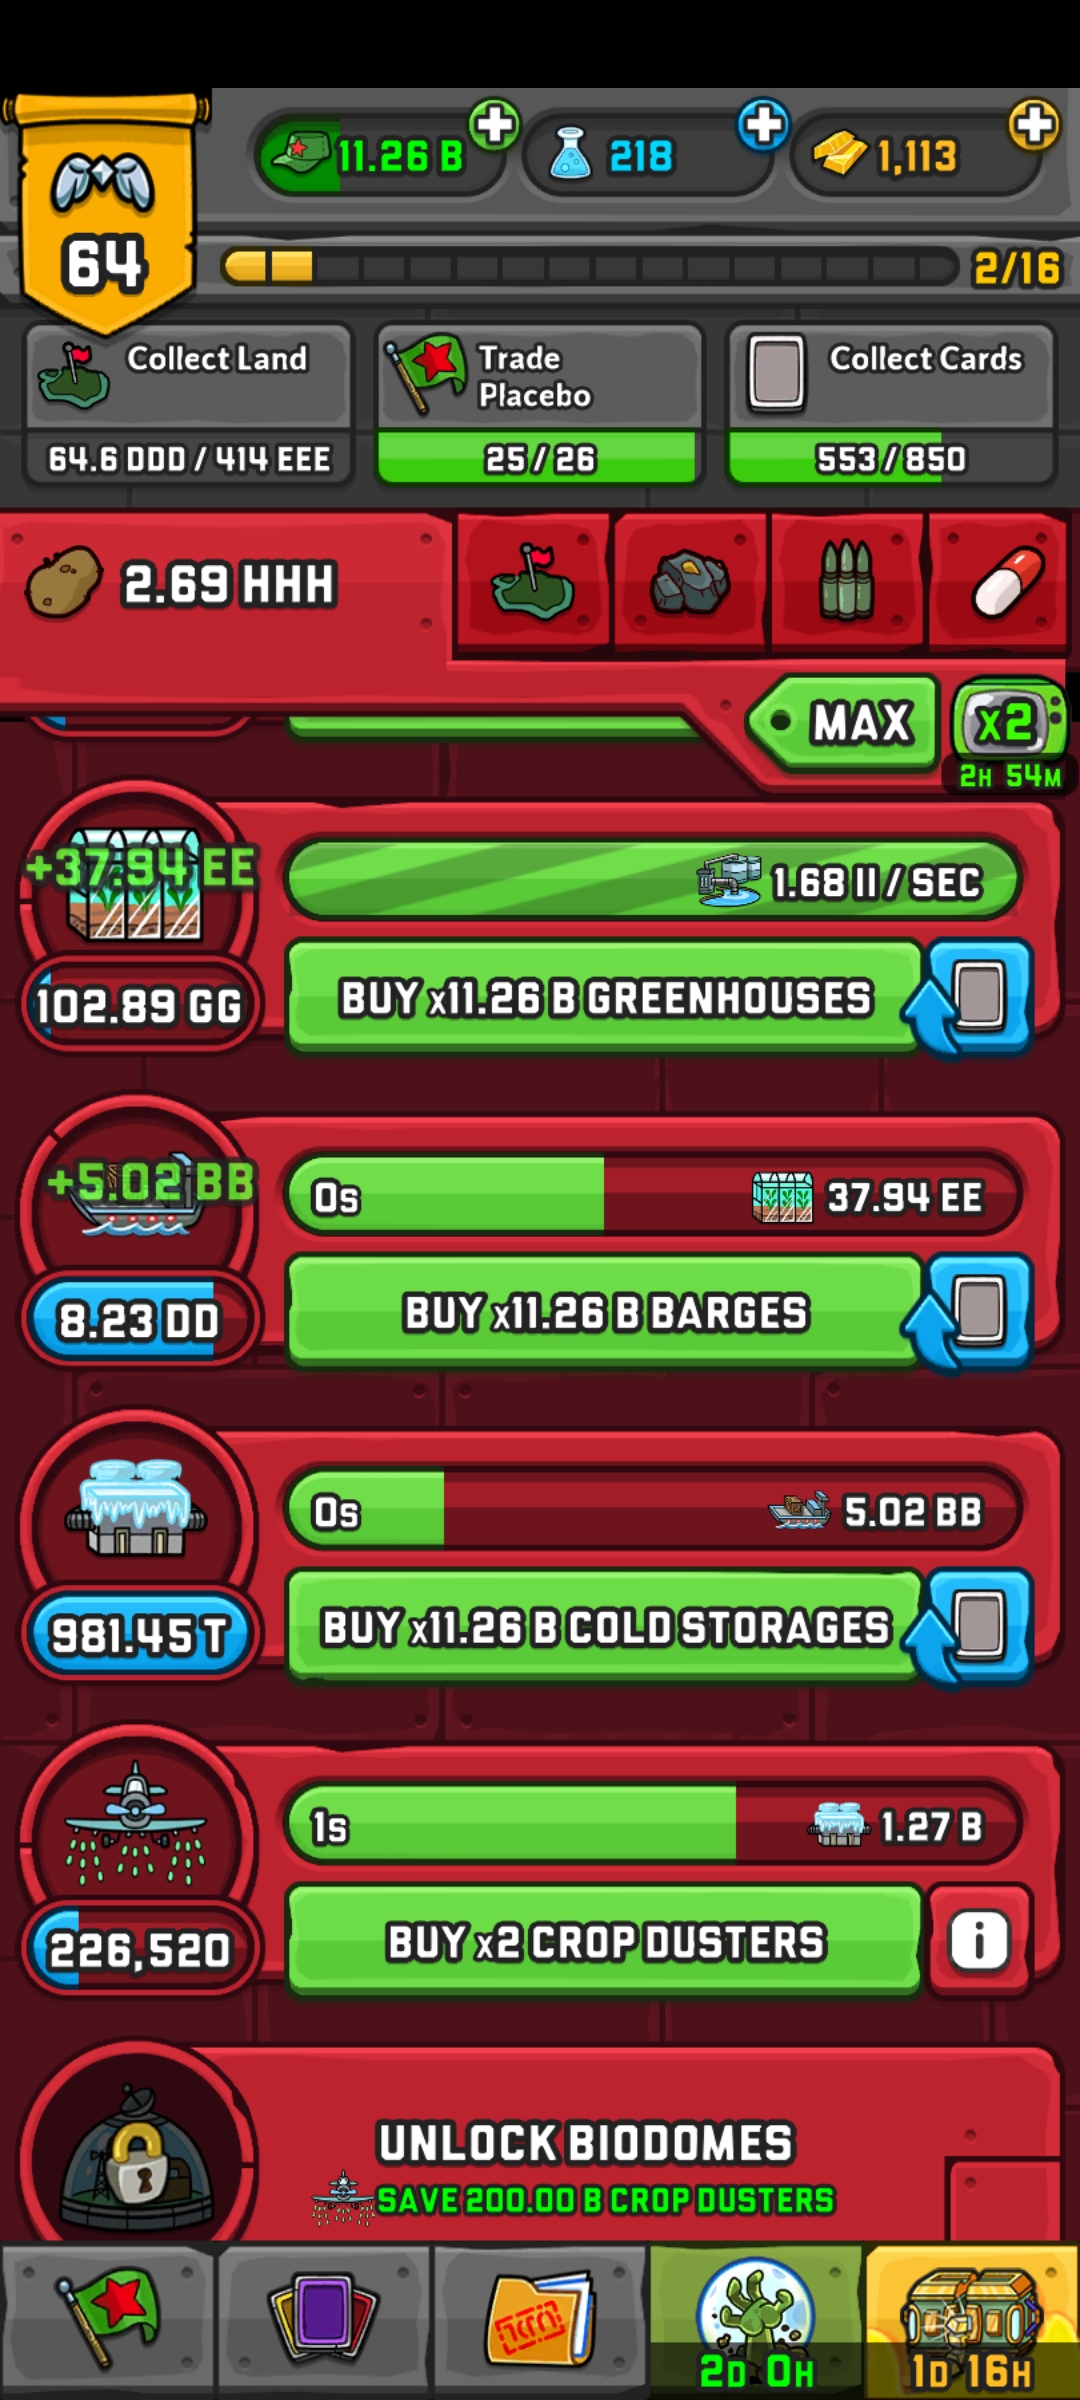 11.26 B
218
1,113
64
2/16
Collect Land
64.6 DDD / 414 EEE
Trade
Placebo
25 / 26
Collect Cards
553 / 850
2.69 HHH
MAX
x2
2H 54M
+37.94 EE
1.68 II / SEC
102.89 GG
BUY x11.26 B GREENHOUSES
+5.02 BB
0s
37.94 EE
8.23 DD
BUY x11.26 B BARGES
0s
5.02 BB
981.45 T
BUY x11.26 B COLD STORAGES
1s
1.27 B
226,520
BUY x2 CROP DUSTERS
i
UNLOCK BIODOMES
SAVE 200.00 B CROP DUSTERS
2D 0H
1D 16H